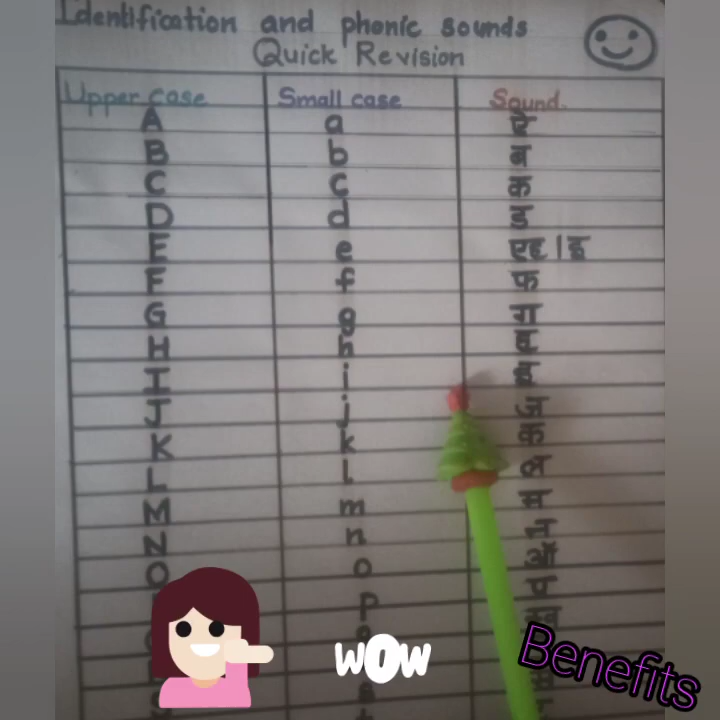 Identification and phonic sounds
Quick Revision
Upper case Small case Sound.
A a ऐ
B b ब
C c क
D d ड
E e एह / इ
F f फ
G g ग
H h ह
I i इ
J j ज
K k क
L l ल
M m म
N n न
O o ऑ
p प
wow
Benefits